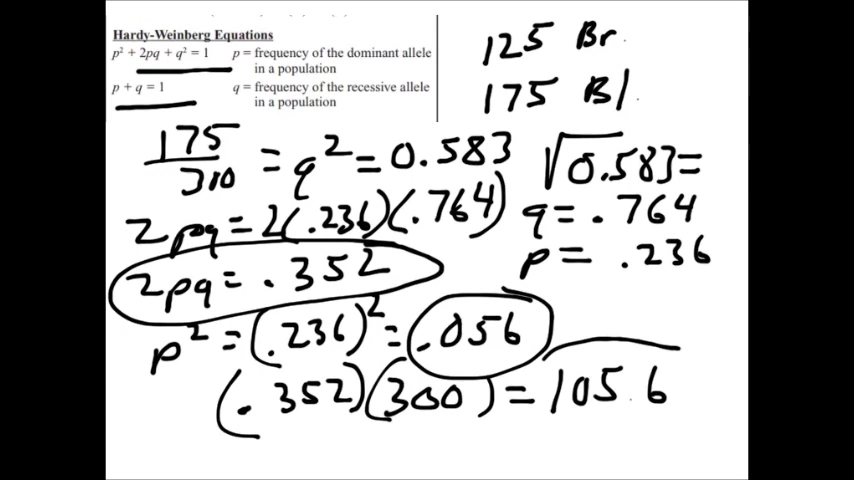 Hardy-Weinberg Equations
p² + 2pq + q² = 1 p = frequency of the dominant allele
in a population
p + q = 1 q = frequency of the recessive allele
in a population
125 Br.
175 Bl.
175/300 = q² = 0.583
√0.583 =
2pq = 2(.236)(.764)
q = .764
p = .236
2pq = .352
p² = (.236)² = .056
(.352)(300) = 105.6